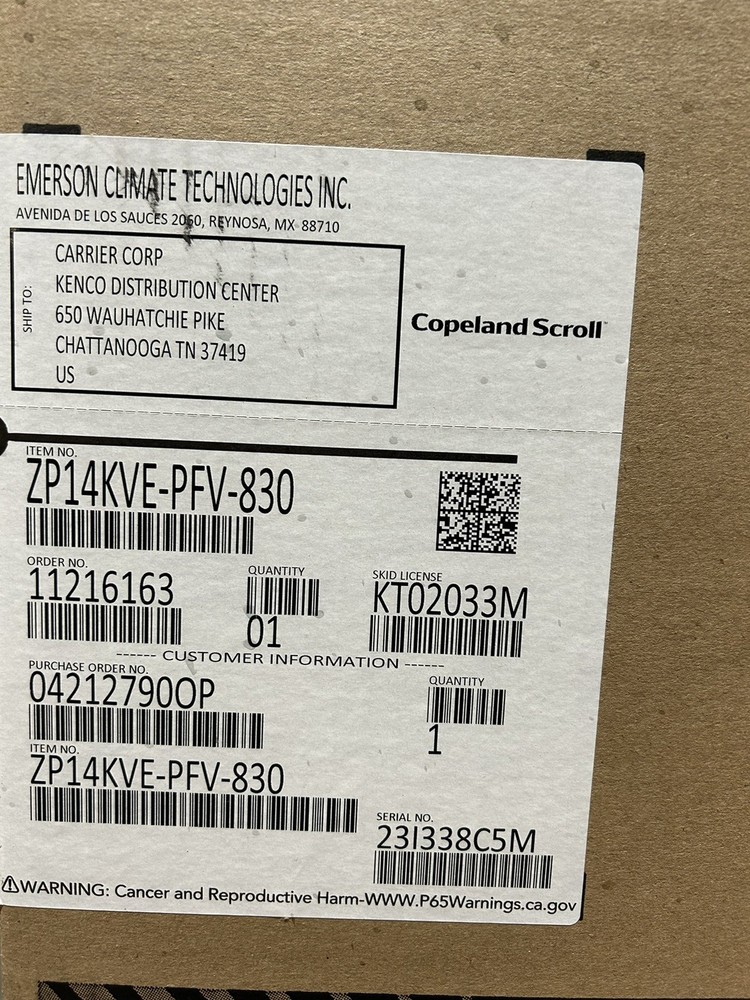 EMERSON CLIMATE TECHNOLOGIES INC.
AVENIDA DE LOS SAUCES 2060, REYNOSA, MX 88710
SHIP TO:
CARRIER CORP
KENCO DISTRIBUTION CENTER
650 WAUHATCHIE PIKE
CHATTANOOGA TN 37419
US
Copeland Scroll
ITEM NO.
ZP14KVE-PFV-830
ORDER NO.
11216163
QUANTITY
01
SKID LICENSE
KT02033M
------ CUSTOMER INFORMATION ------
PURCHASE ORDER NO.
04212790OP
QUANTITY
1
ITEM NO.
ZP14KVE-PFV-830
SERIAL NO.
23I338C5M
⚠WARNING: Cancer and Reproductive Harm-WWW.P65Warnings.ca.gov